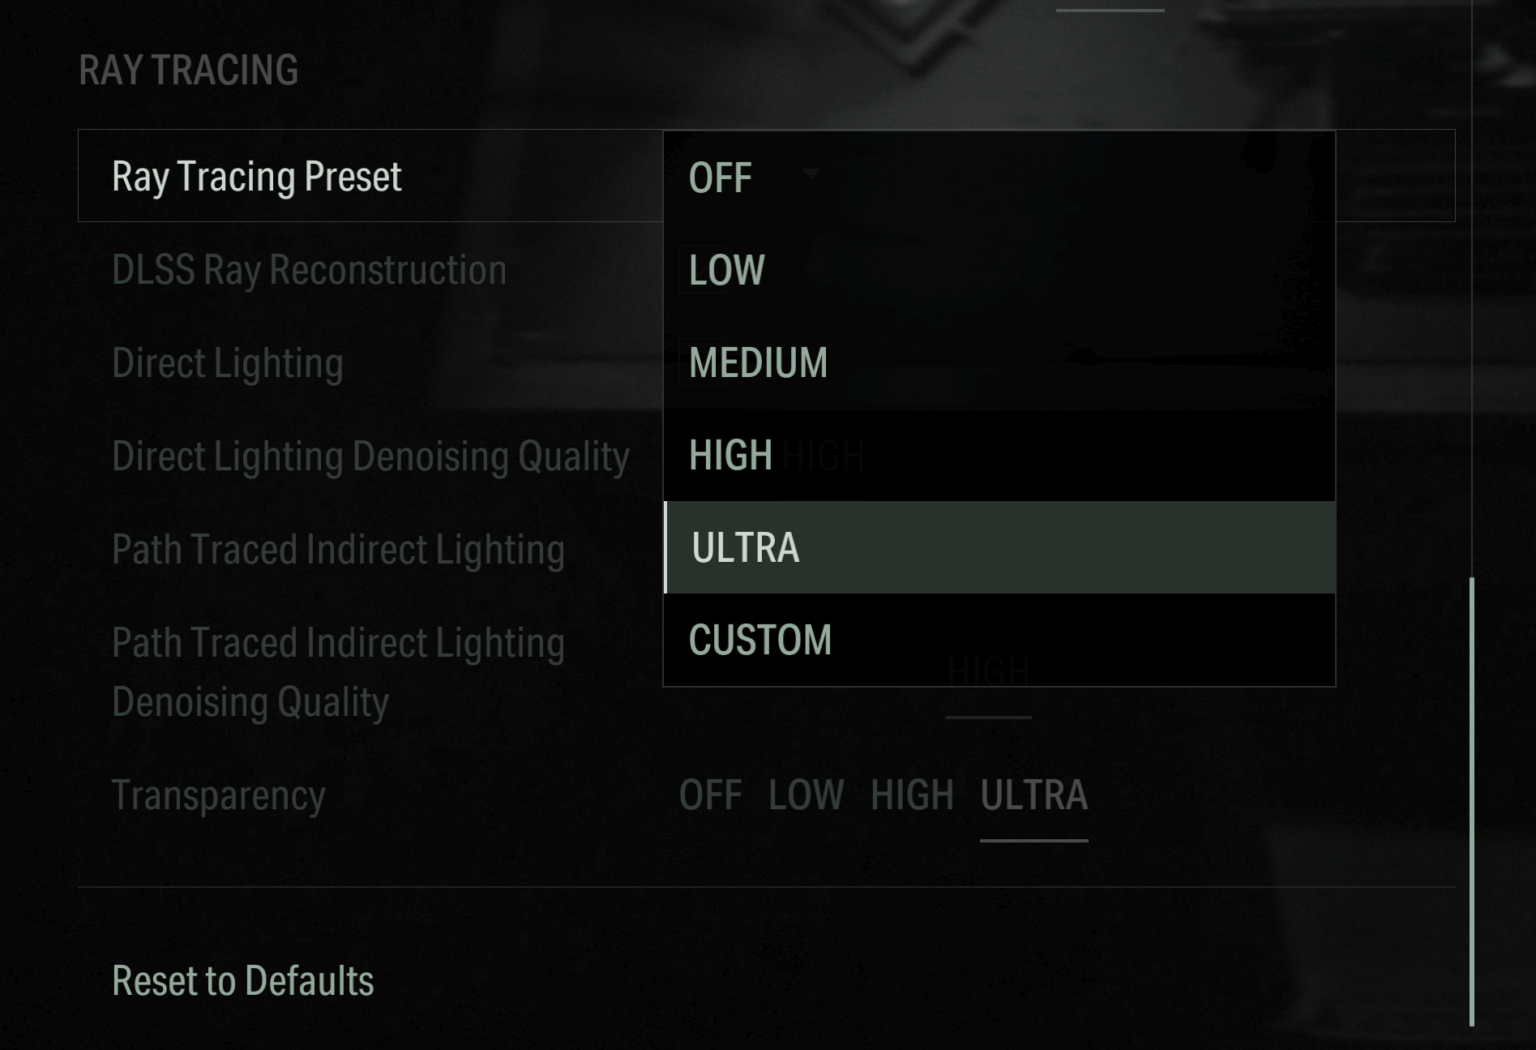 RAY TRACING
Ray Tracing Preset
OFF
DLSS Ray Reconstruction
LOW
Direct Lighting
MEDIUM
Direct Lighting Denoising Quality
HIGH HIGH
Path Traced Indirect Lighting
ULTRA
Path Traced Indirect Lighting
Denoising Quality
CUSTOM
HIGH
Transparency
OFF LOW HIGH ULTRA
Reset to Defaults